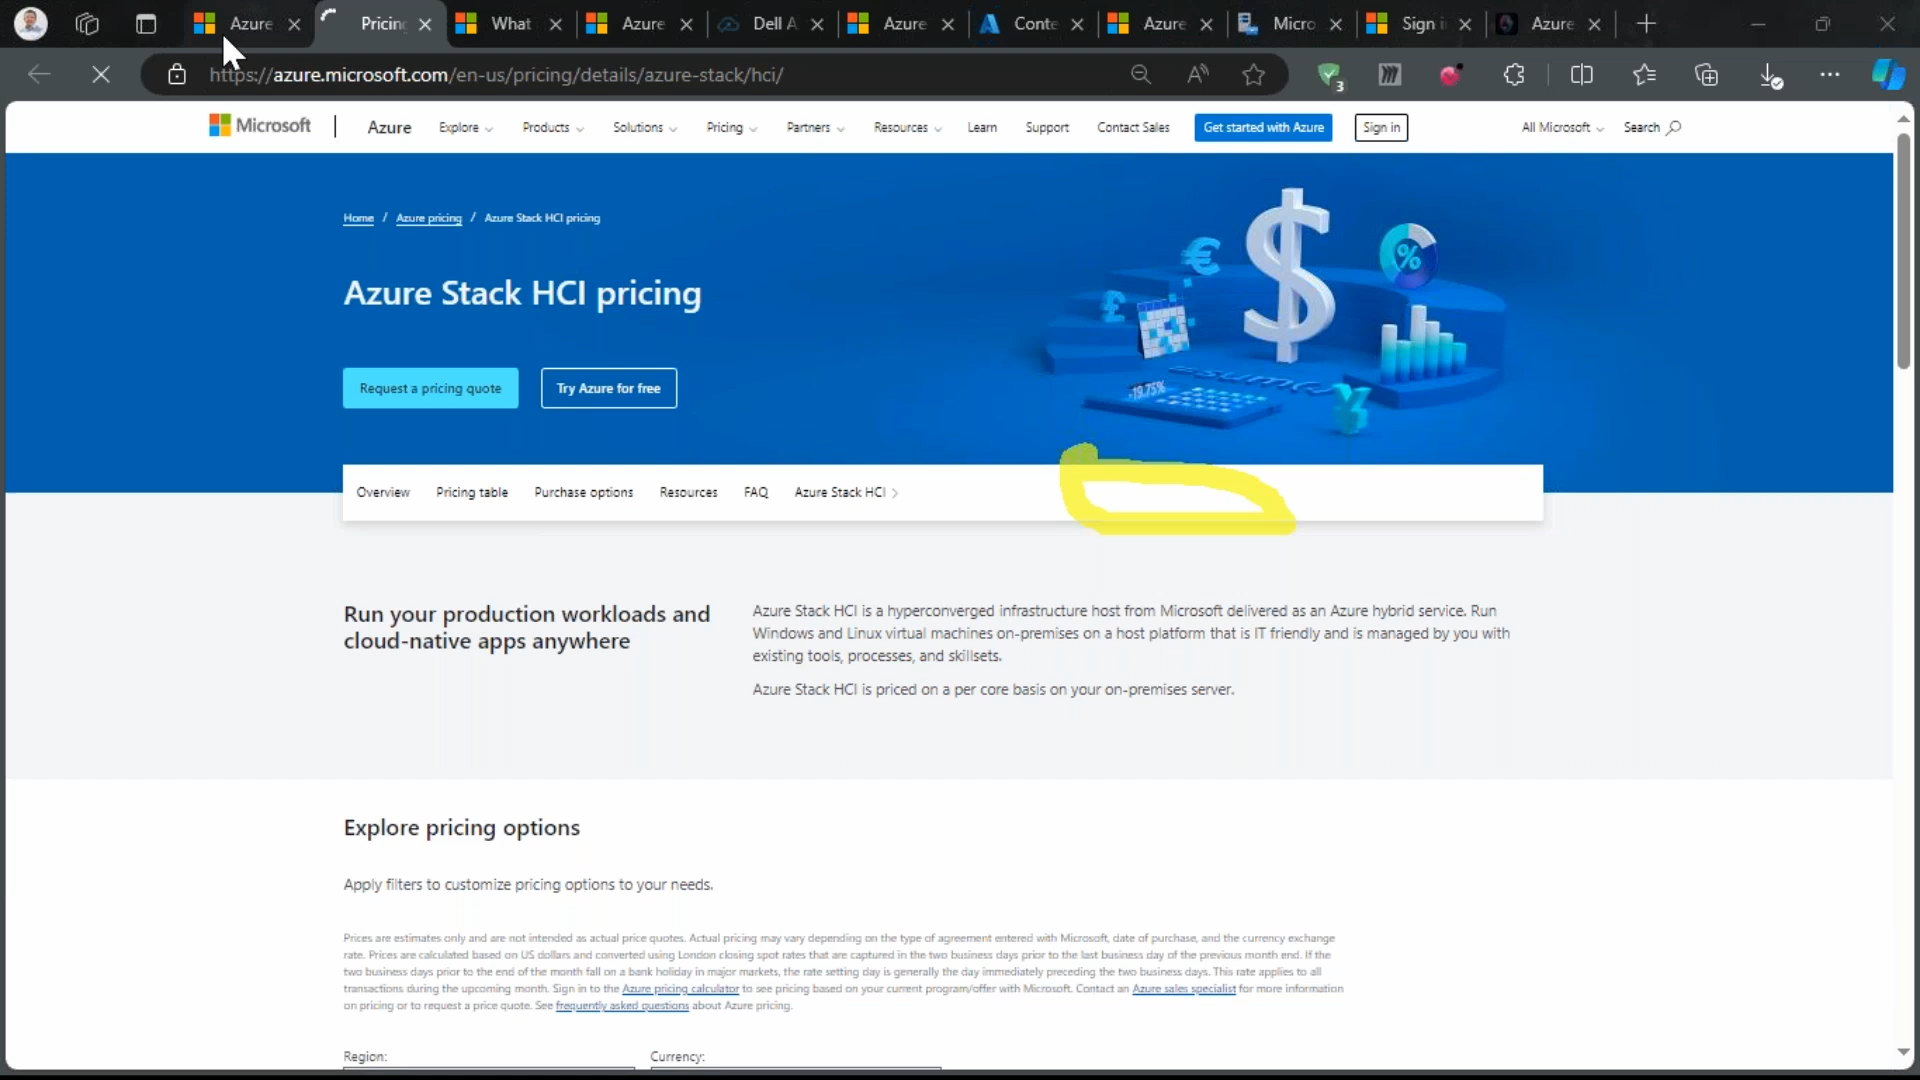 Azure
Pricin
What
Azure
Dell A
Azure
Conte
Azure
Micro
Sign i
Azure
https://azure.microsoft.com/en-us/pricing/details/azure-stack/hci/
3
Microsoft
Azure
Explore
Products
Solutions
Pricing
Partners
Resources
Learn
Support
Contact Sales
Get started with Azure
Sign in
All Microsoft
Search
Home / Azure pricing / Azure Stack HCI pricing
Azure Stack HCI pricing
Request a pricing quote
Try Azure for free
$
€
£
%
¥
19.75%
Overview
Pricing table
Purchase options
Resources
FAQ
Azure Stack HCI
Run your production workloads and
cloud-native apps anywhere
Azure Stack HCI is a hyperconverged infrastructure host from Microsoft delivered as an Azure hybrid service. Run
Windows and Linux virtual machines on-premises on a host platform that is IT friendly and is managed by you with
existing tools, processes, and skillsets.
Azure Stack HCI is priced on a per core basis on your on-premises server.
Explore pricing options
Apply filters to customize pricing options to your needs.
Prices are estimates only and are not intended as actual price quotes. Actual pricing may vary depending on the type of agreement entered with Microsoft, date of purchase, and the currency exchange
rate. Prices are calculated based on US dollars and converted using London closing spot rates that are captured in the two business days prior to the last business day of the previous month end. If the
two business days prior to the end of the month fall on a bank holiday in major markets, the rate setting day is generally the day immediately preceding the two business days. This rate applies to all
transactions during the upcoming month. Sign in to the Azure pricing calculator to see pricing based on your current program/offer with Microsoft. Contact an Azure sales specialist for more information
on pricing or to request a price quote. See frequently asked questions about Azure pricing.
Region:
Currency: